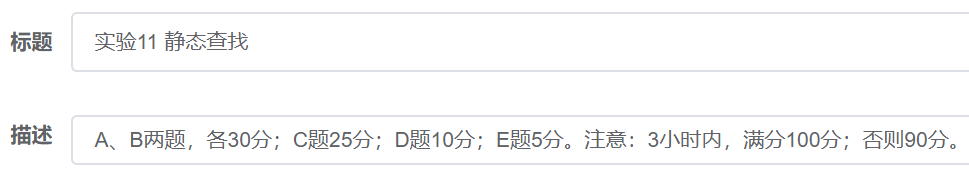 标题 实验11 静态查找
描述 A、B两题，各30分；C题25分；D题10分；E题5分。注意：3小时内，满分100分；否则90分。